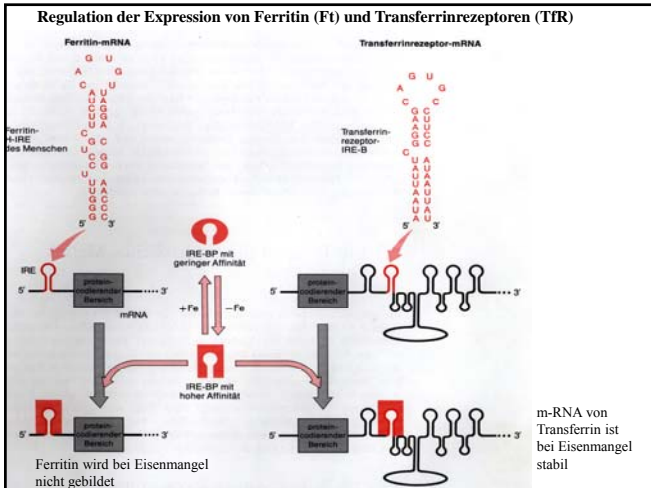 Regulation der Expression von Ferritin (Ft) und Transferrinrezeptoren (TfR)
Ferritin-mRNA
Transferrinrezeptor-mRNA
Ferritin-
H-IRE
des Menschen
Transferrin-
rezeptor-
IRE-B
5' 3'
5' 3'
IRE-BP mit
geringer Affinität
IRE
5'
protein-
codierender
Bereich
3'
mRNA
+Fe
−Fe
5'
protein-
codierender
Bereich
3'
IRE-BP mit
hoher Affinität
5'
protein-
codierender
Bereich
3'
5'
protein-
codierender
Bereich
3'
Ferritin wird bei Eisenmangel
nicht gebildet
m-RNA von
Transferrin ist
bei Eisenmangel
stabil